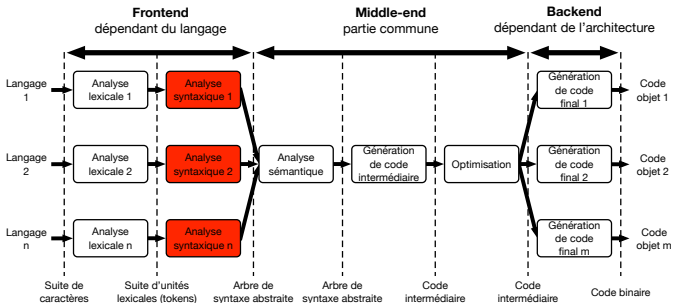 Frontend
dépendant du langage
Middle-end
partie commune
Backend
dépendant de l'architecture
Langage
1
Analyse
lexicale 1
Analyse
syntaxique 1
Génération
de code
final 1
Code
objet 1
Langage
2
Analyse
lexicale 2
Analyse
syntaxique 2
Analyse
sémantique
Génération
de code
intermédiaire
Optimisation
Génération
de code
final 2
Code
objet 2
Langage
n
Analyse
lexicale n
Analyse
syntaxique n
Génération
de code
final m
Code
objet m
Suite de
caractères
Suite d'unités
lexicales (tokens)
Arbre de
syntaxe abstraite
Arbre de
syntaxe abstraite
Code
intermédiaire
Code
intermédiaire
Code binaire